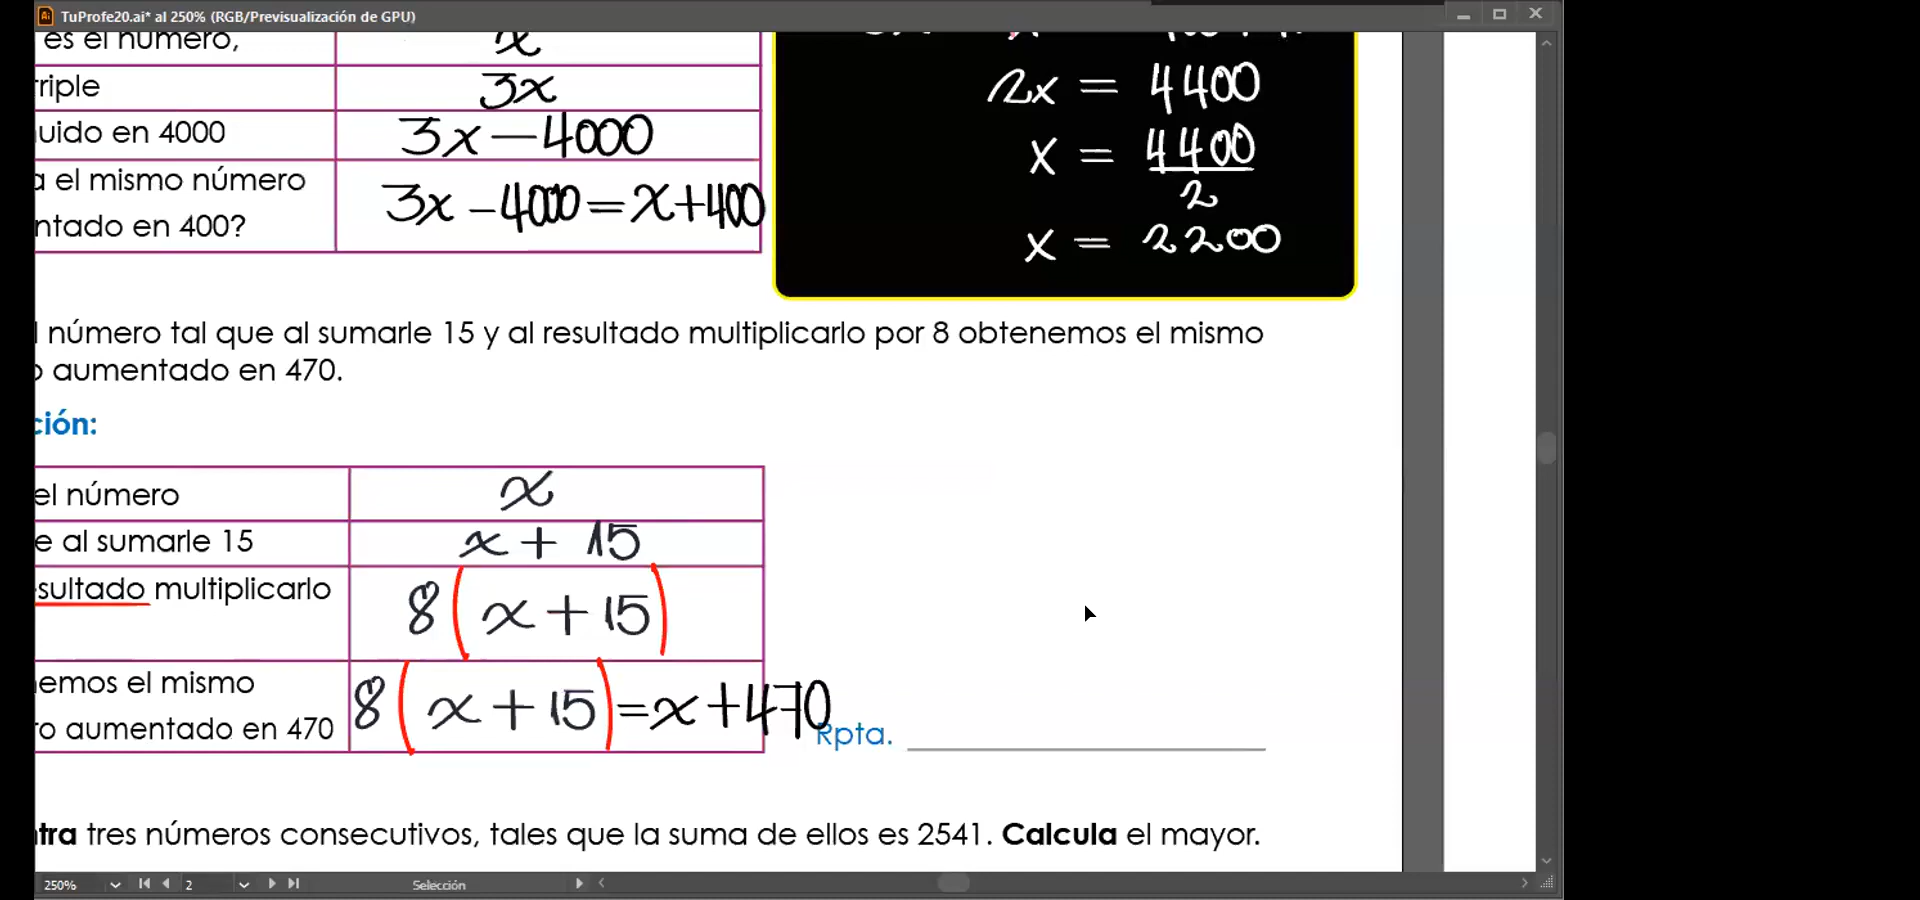 TuProfe20.ai* al 250% (RGB/Previsualización de GPU)
es el número,
x
3x
3x - 4000
uido en 4000
el mismo número
3x - 4000 = x + 400
ntado en 400?
2x = 4400
x = 4400
2
x = 2200
número tal que al sumarle 15 y al resultado multiplicarlo por 8 obtenemos el mismo
aumentado en 470.
ción:
el número
x
e al sumarle 15
x + 15
sultado multiplicarlo
8(x + 15)
emos el mismo
8(x + 15) = x + 470
o aumentado en 470
Rpta.
tra tres números consecutivos, tales que la suma de ellos es 2541. Calcula el mayor.
250%
2
Selección